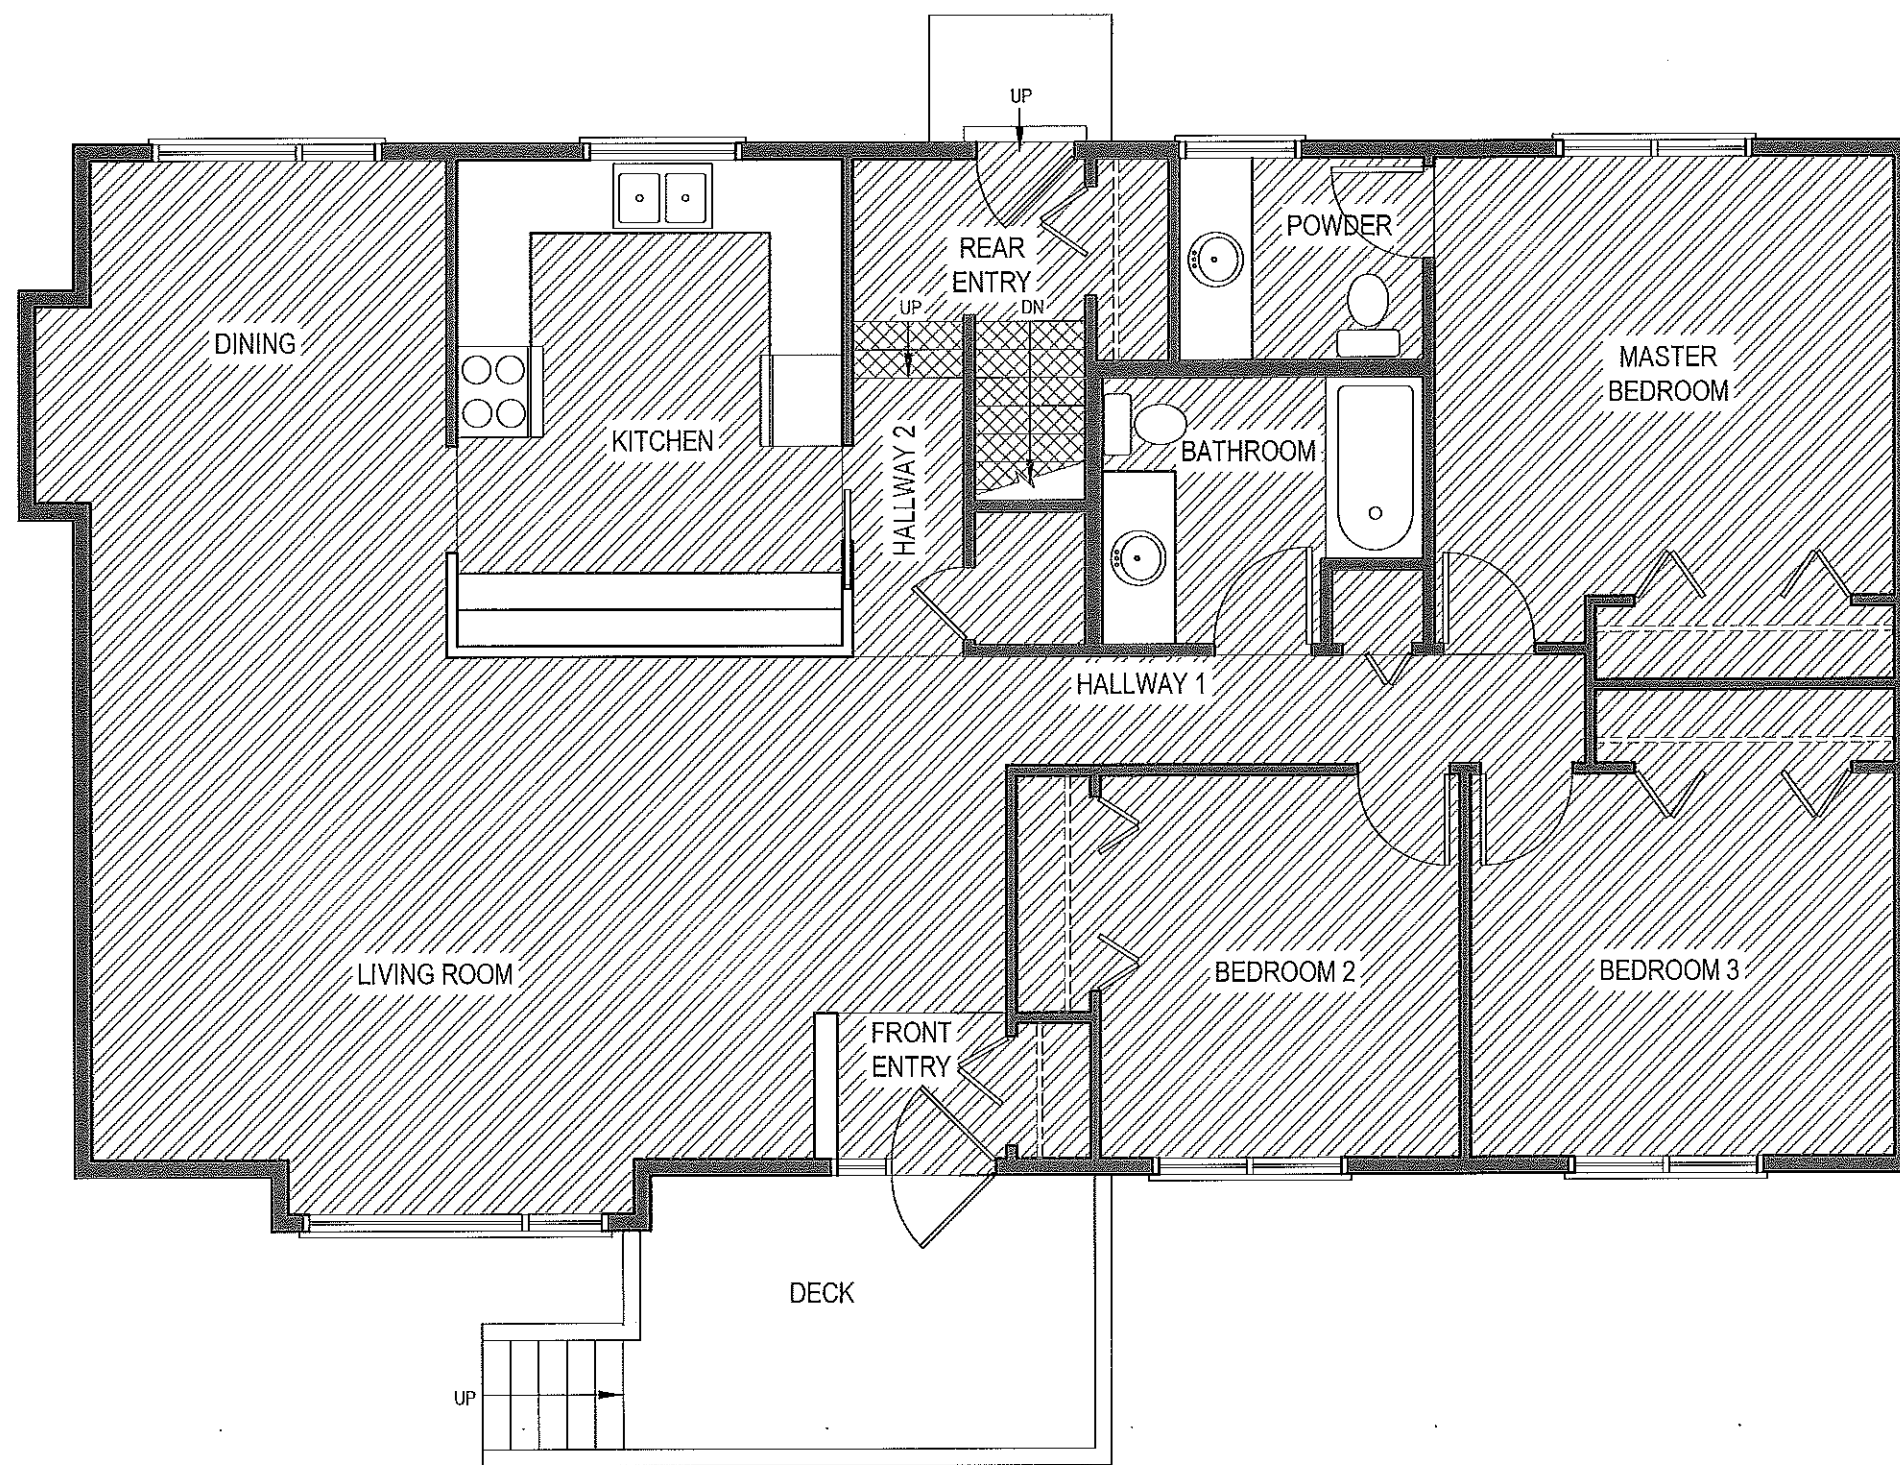 UP
POWDER
REAR
ENTRY
UP
DN
DINING
MASTER
BEDROOM
KITCHEN
HALLWAY 2
BATHROOM
HALLWAY 1
LIVING ROOM
BEDROOM 2
BEDROOM 3
FRONT
ENTRY
DECK
UP